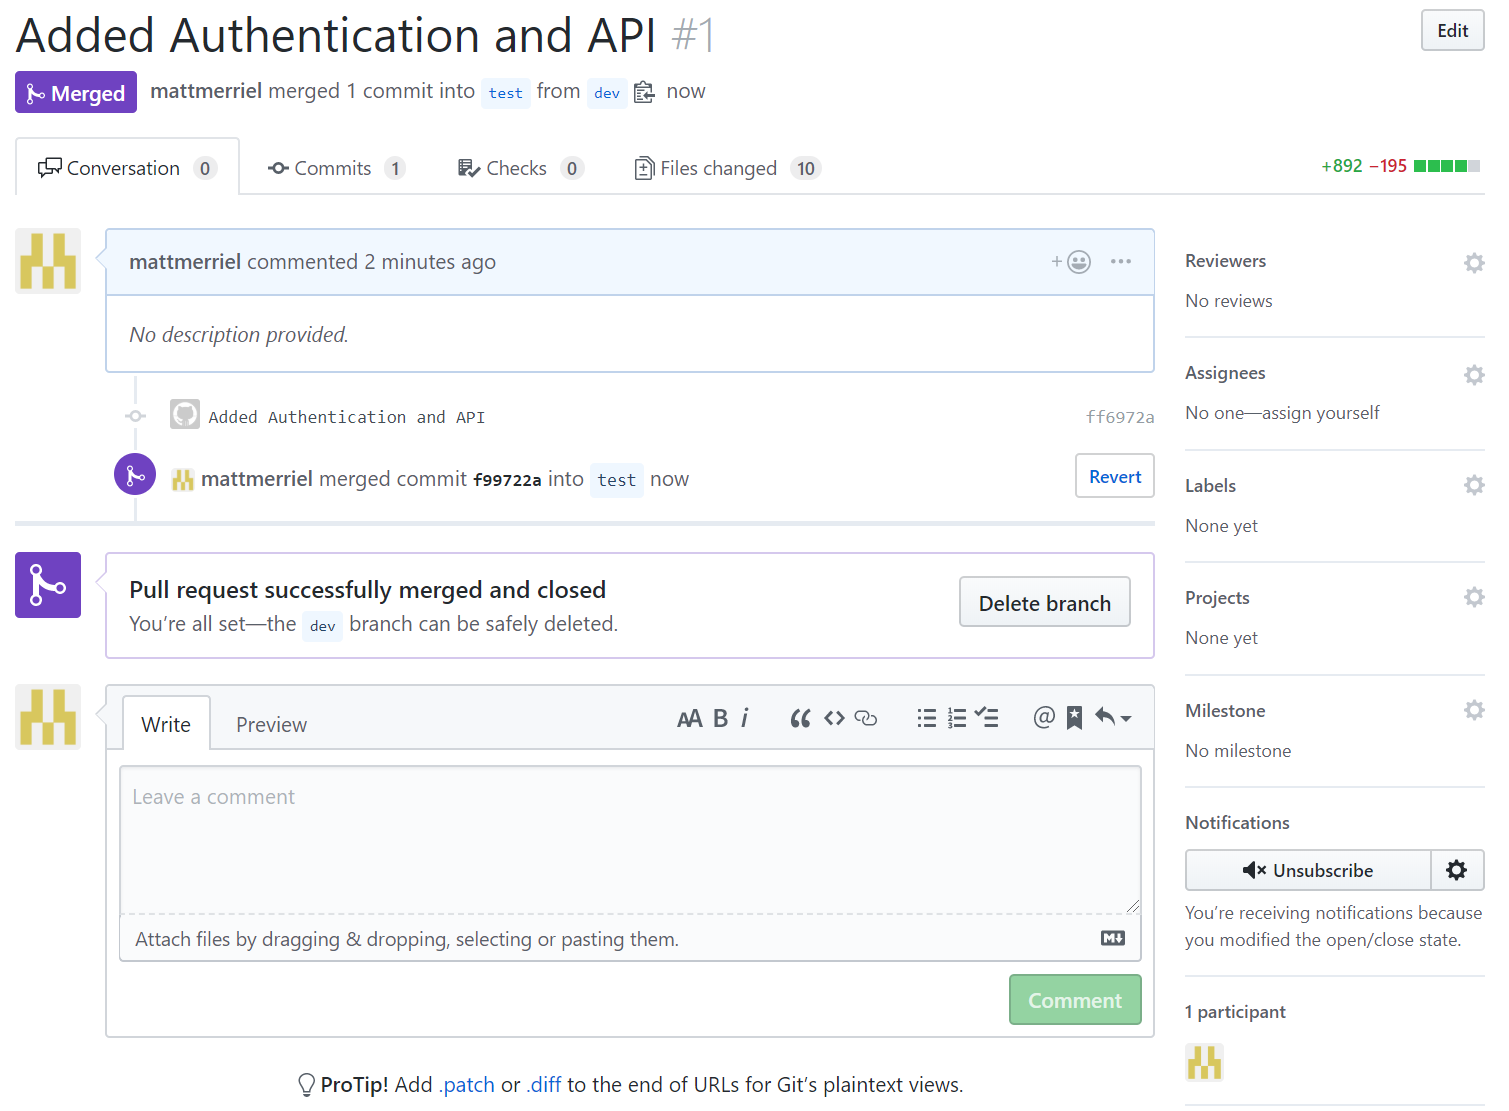 Added Authentication and API #1
Edit
Merged mattmerriel merged 1 commit into test from dev now
Conversation 0 Commits 1 Checks 0 Files changed 10 +892 −195
mattmerriel commented 2 minutes ago
No description provided.
Added Authentication and API ff6972a
mattmerriel merged commit f99722a into test now Revert
Pull request successfully merged and closed
You’re all set—the dev branch can be safely deleted.
Delete branch
Write Preview
AA B i
@
Leave a comment
Attach files by dragging & dropping, selecting or pasting them.
M
Comment
ProTip! Add .patch or .diff to the end of URLs for Git’s plaintext views.
Reviewers
No reviews
Assignees
No one—assign yourself
Labels
None yet
Projects
None yet
Milestone
No milestone
Notifications
Unsubscribe
You’re receiving notifications because
you modified the open/close state.
1 participant